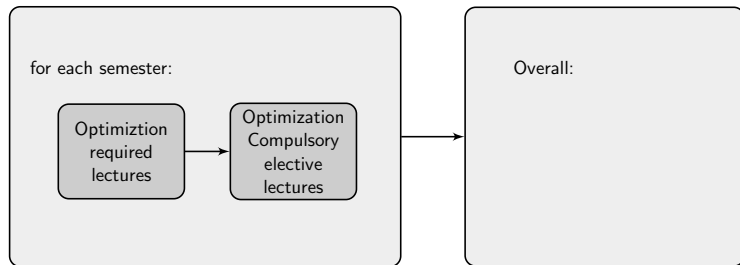 for each semester:
Optimiztion
required
lectures
Optimization
Compulsory
elective
lectures
Overall: